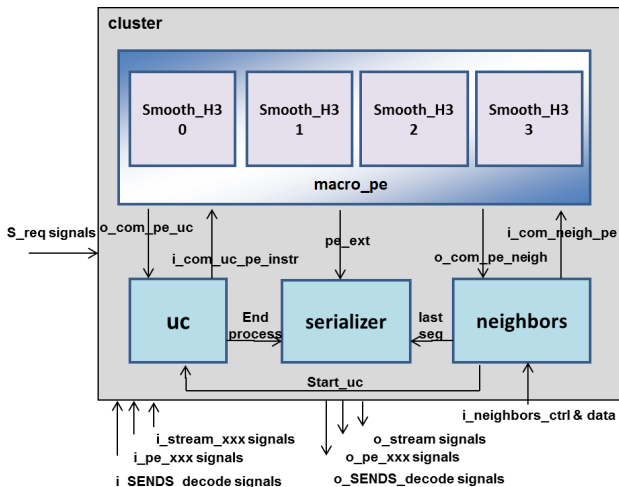 cluster
Smooth_H3
0
Smooth_H3
1
Smooth_H3
2
Smooth_H3
3
macro_pe
S_req signals
o_com_pe_uc
i_com_uc_pe_instr
pe_ext
o_com_pe_neigh
i_com_neigh_pe
uc
End
process
serializer
last
seq
neighbors
Start_uc
i_neighbors_ctrl & data
i_stream_xxx signals
i_pe_xxx signals
i_SENDS_decode signals
o_stream signals
o_pe_xxx signals
o_SENDS_decode signals